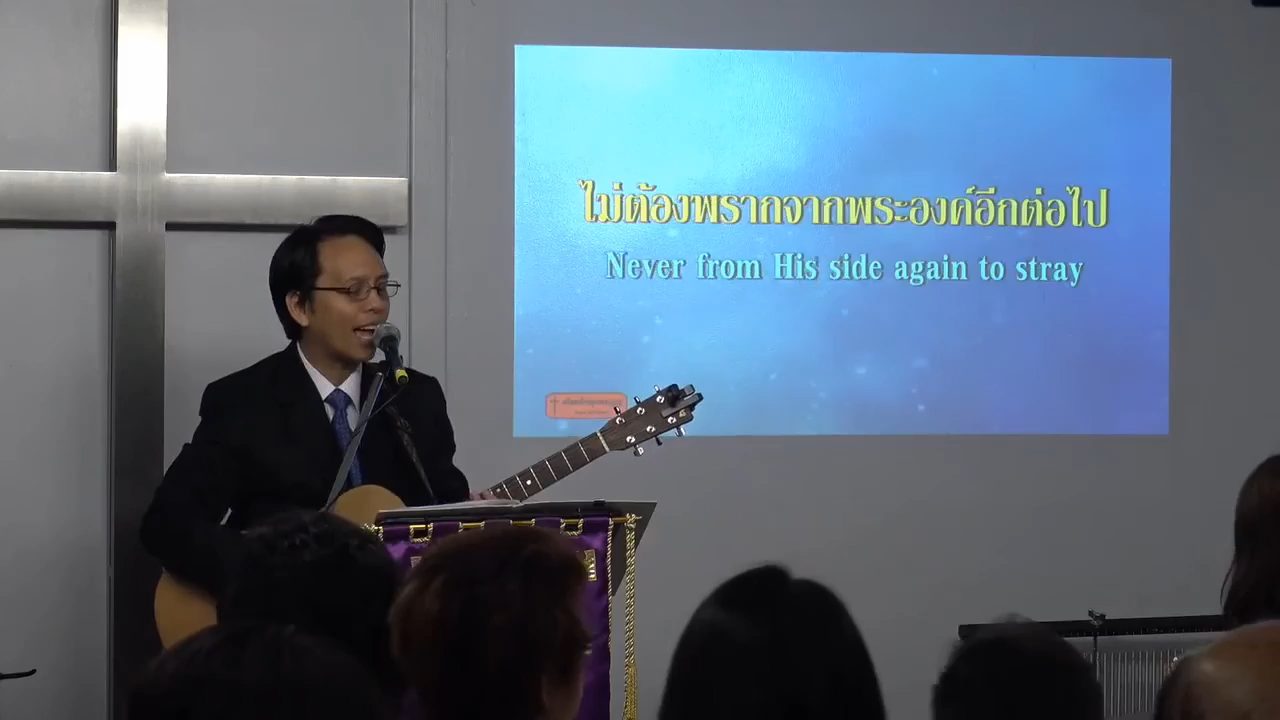 ไม่ต้องพรากจากพระองค์อีกต่อไป
Never from His side again to stray